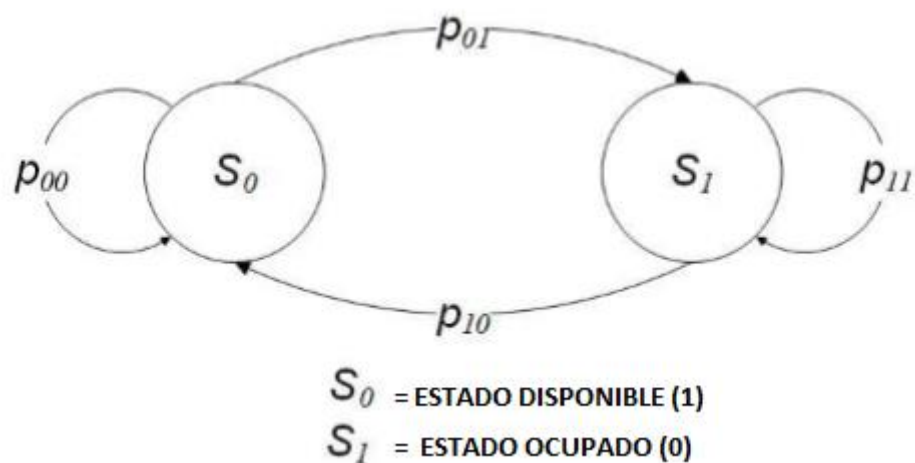 p01
p00
S0
S1
p11
p10
S0 = ESTADO DISPONIBLE (1)
S1 = ESTADO OCUPADO (0)